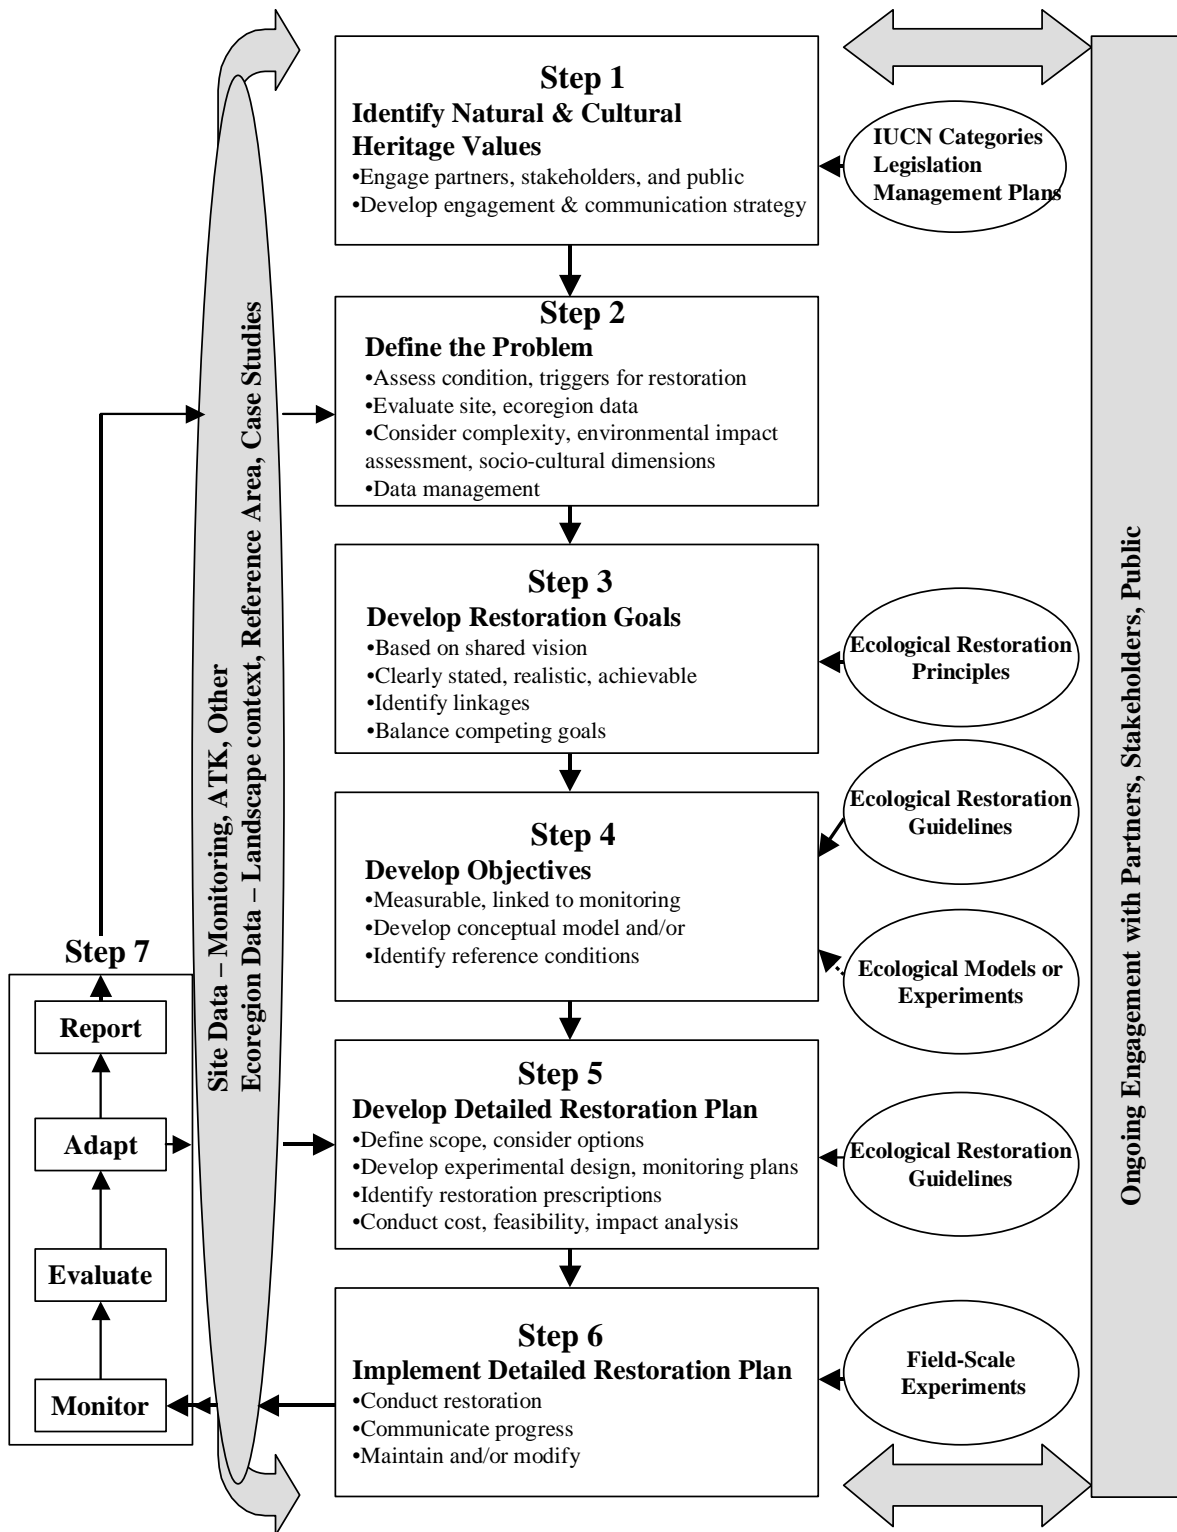 Step 1
Identify Natural & Cultural
Heritage Values
•Engage partners, stakeholders, and public
•Develop engagement & communication strategy
IUCN Categories
Legislation
Management Plans
Step 2
Define the Problem
•Assess condition, triggers for restoration
•Evaluate site, ecoregion data
•Consider complexity, environmental impact
assessment, socio-cultural dimensions
•Data management
Step 3
Develop Restoration Goals
•Based on shared vision
•Clearly stated, realistic, achievable
•Identify linkages
•Balance competing goals
Ecological Restoration
Principles
Step 4
Develop Objectives
•Measurable, linked to monitoring
•Develop conceptual model and/or
•Identify reference conditions
Ecological Restoration
Guidelines
Ecological Models or
Experiments
Step 5
Develop Detailed Restoration Plan
•Define scope, consider options
•Develop experimental design, monitoring plans
•Identify restoration prescriptions
•Conduct cost, feasibility, impact analysis
Ecological Restoration
Guidelines
Step 6
Implement Detailed Restoration Plan
•Conduct restoration
•Communicate progress
•Maintain and/or modify
Field-Scale
Experiments
Step 7
Report
Adapt
Evaluate
Monitor
Site Data – Monitoring, ATK, Other
Ecoregion Data – Landscape context, Reference Area, Case Studies
Ongoing Engagement with Partners, Stakeholders, Public